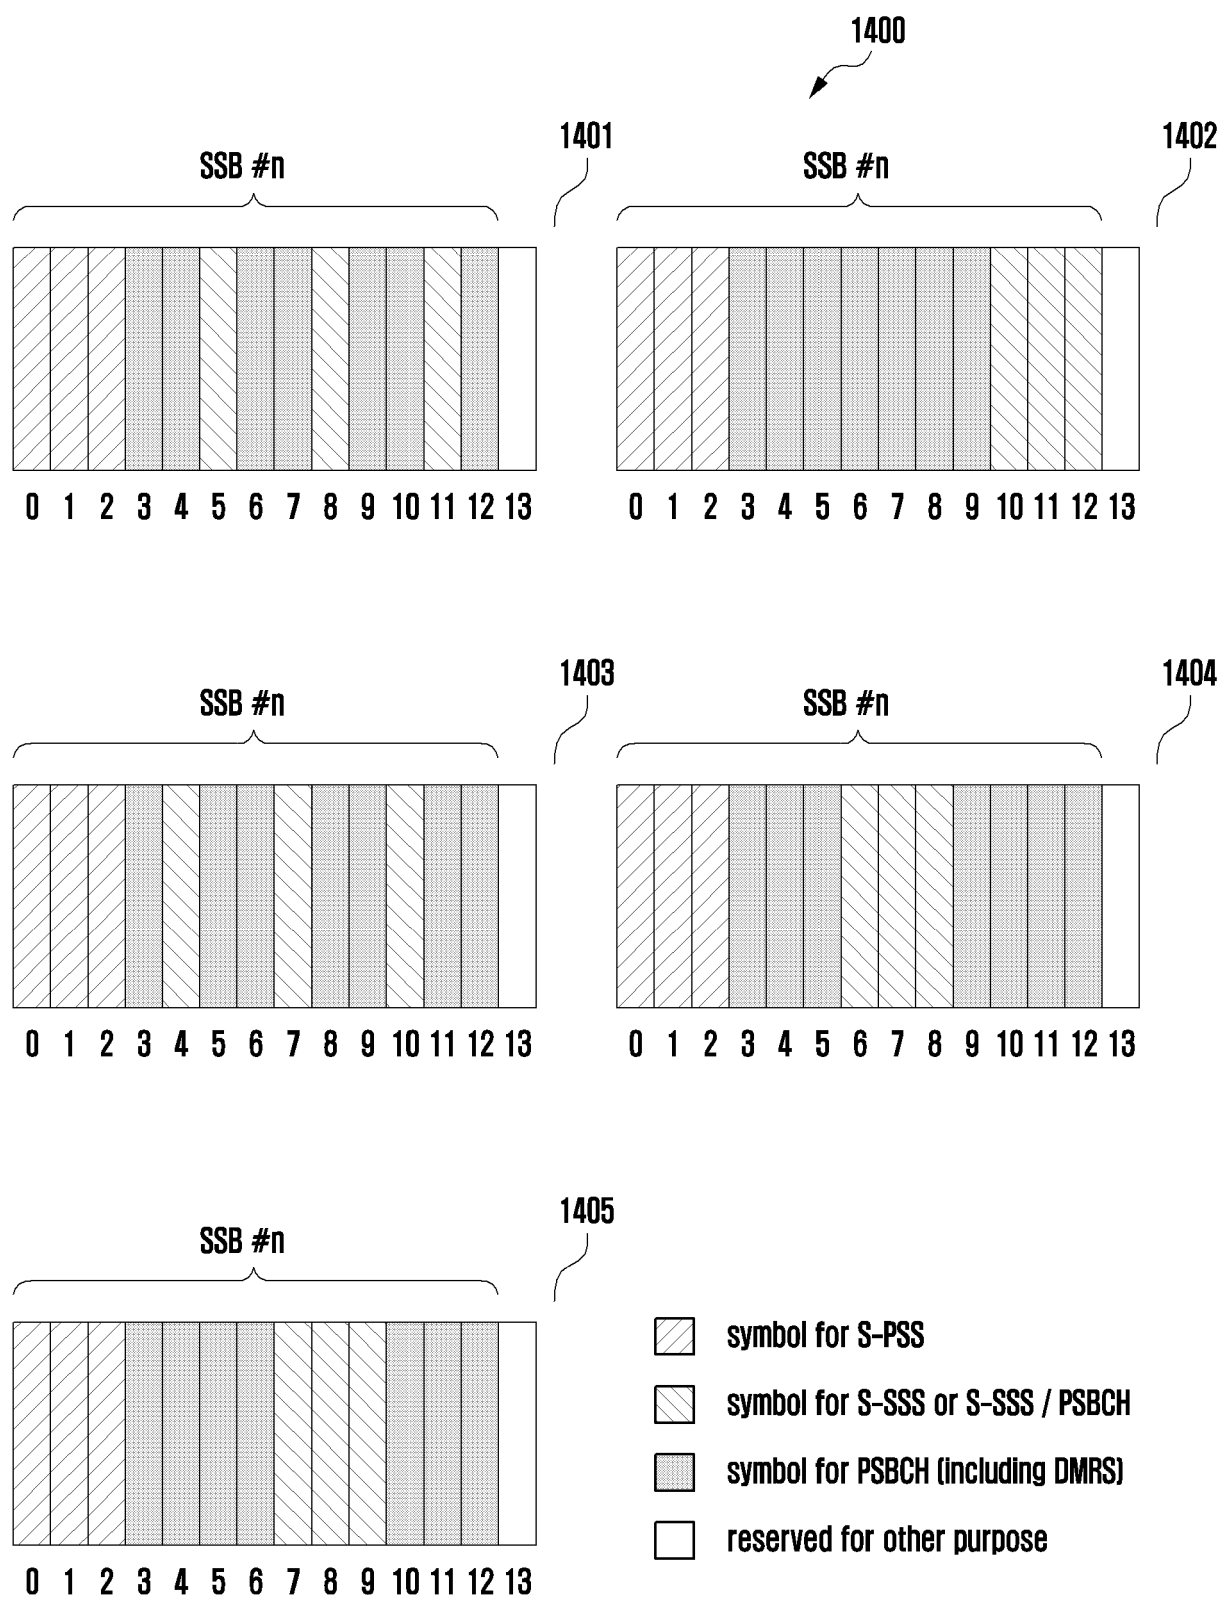 1400
1401
1402
SSB #n
SSB #n
0 1 2 3 4 5 6 7 8 9 10 11 12 13
0 1 2 3 4 5 6 7 8 9 10 11 12 13
1403
1404
SSB #n
SSB #n
0 1 2 3 4 5 6 7 8 9 10 11 12 13
0 1 2 3 4 5 6 7 8 9 10 11 12 13
1405
SSB #n
0 1 2 3 4 5 6 7 8 9 10 11 12 13
symbol for S-PSS
symbol for S-SSS or S-SSS / PSBCH
symbol for PSBCH (including DMRS)
reserved for other purpose